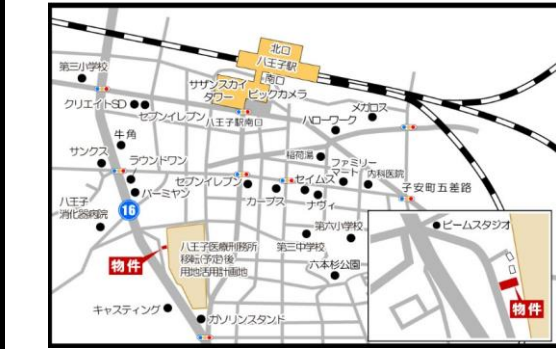 北口
八王子駅
南口
第三小学校
サザンスカイ
タワー
ビックカメラ
クリエイトSD
セブンイレブン
八王子駅南口
メガロス
ハローワーク
牛角
サンクス
ラウンドワン
稲荷湯
ファミリー
マート
内科医院
セブンイレブン
セイムス
子安町五差路
バーミヤン
カーブス
ナヴィ
八王子
消化器病院
16
第六小学校
ビームスタジオ
物件
八王子医療刑務所
移転(予定)後
用地活用計画地
第三中学校
六本杉公園
物件
キャスティング
ガソリンスタンド